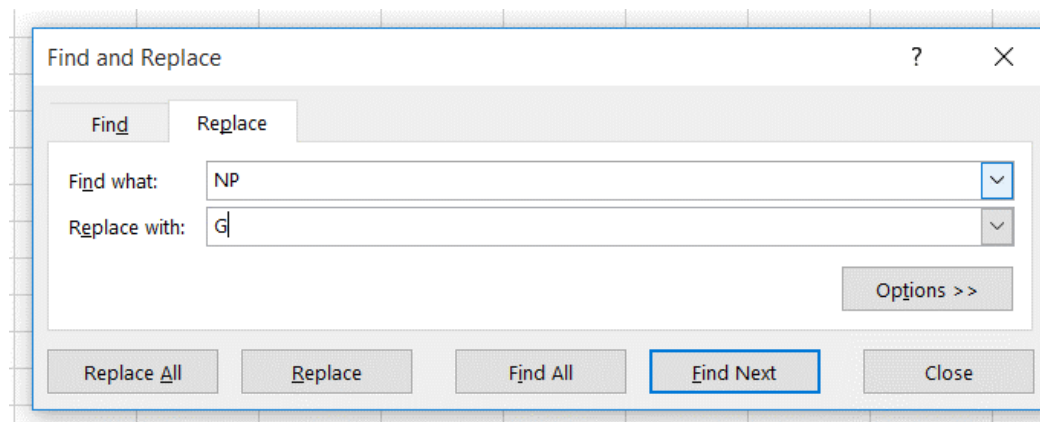 Find and Replace ?
Find Replace
Find what: NP
Replace with: G
Options >>
Replace All Replace Find All Find Next Close